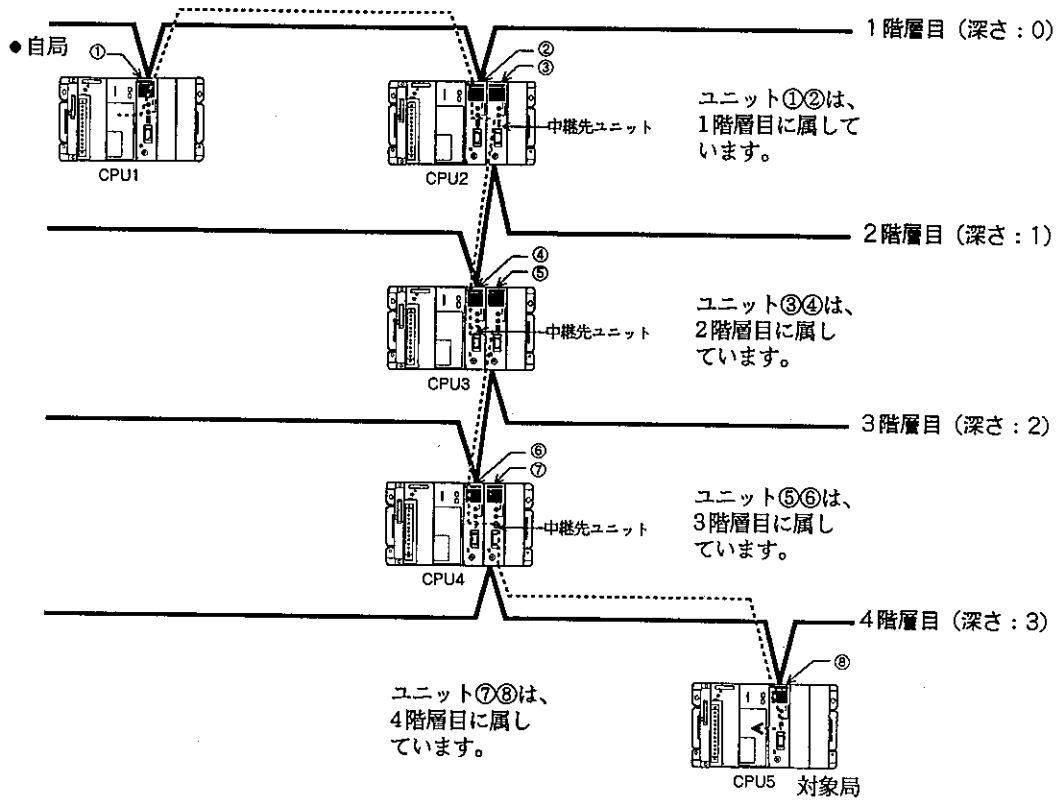 1階層目（深さ：0）
●自局
①
②
③
中継先ユニット
CPU1
CPU2
ユニット①②は、
1階層目に属して
います。
2階層目（深さ：1）
④
⑤
中継先ユニット
CPU3
ユニット③④は、
2階層目に属し
ています。
3階層目（深さ：2）
⑥
⑦
中継先ユニット
CPU4
ユニット⑤⑥は、
3階層目に属し
ています。
4階層目（深さ：3）
⑧
ユニット⑦⑧は、
4階層目に属し
ています。
CPU5
対象局